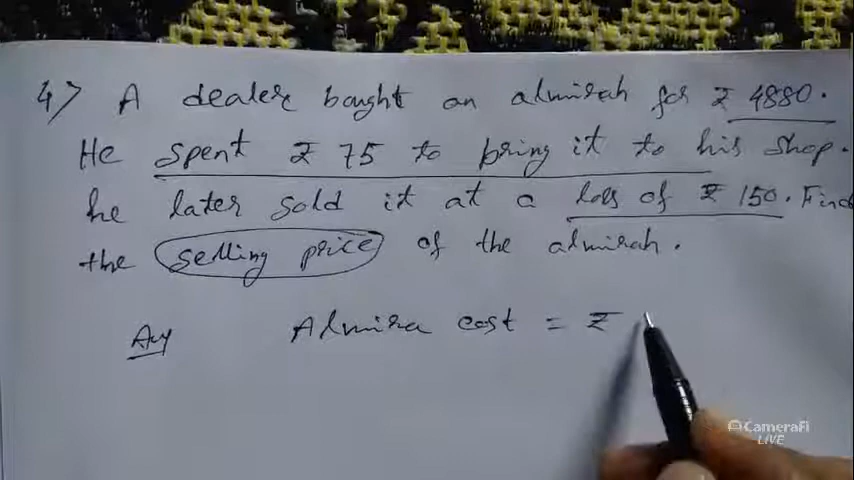 4) A dealer bought an almirah for ₹ 4880.
He spent ₹ 75 to bring it to his shop.
he later sold it at a loss of ₹ 150. Find
the selling price of the almirah.
Ans Almira cost = ₹
CameraFi
LIVE